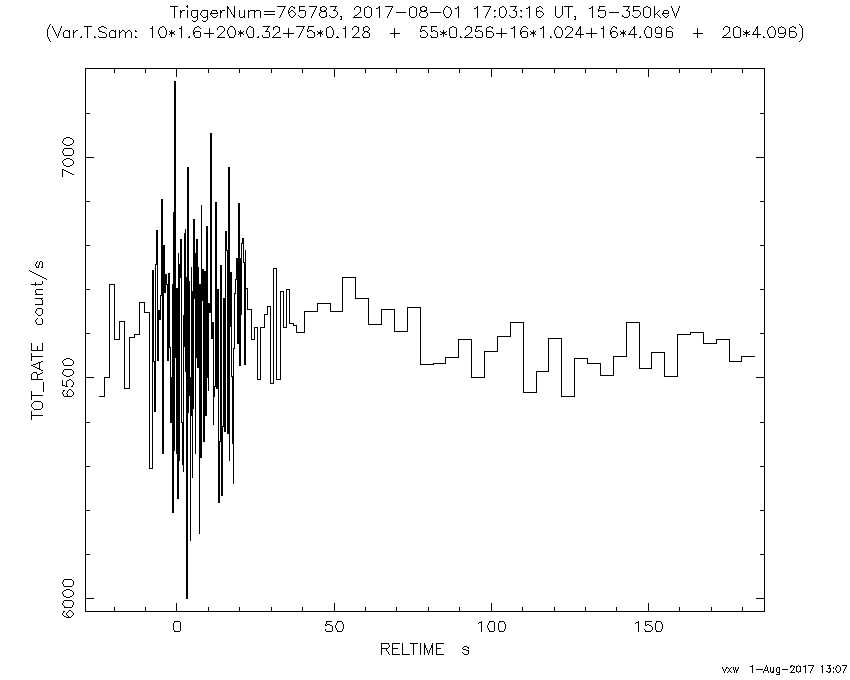 TriggerNum=765783, 2017-08-01 17:03:16 UT, 15-350keV
(Var.T.Sam: 10*1.6+20*0.32+75*0.128 + 55*0.256+16*1.024+16*4.096 + 20*4.096)
7000
6500
6000
TOT_RATE count/s
0 50 100 150
RELTIME s
vxw 1-Aug-2017 13:07